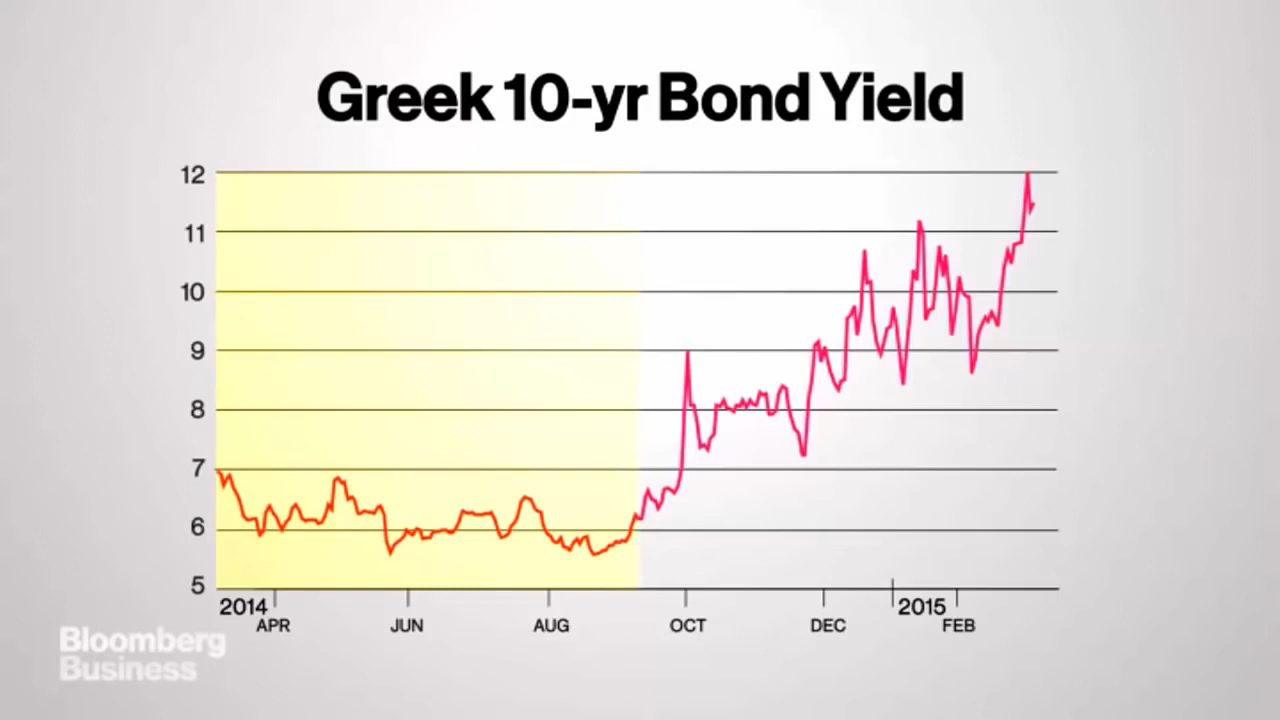 Greek 10-yr Bond Yield
12
11
10
9
8
7
6
5
2014
2015
APR
JUN
AUG
OCT
DEC
FEB
Bloomberg
Business